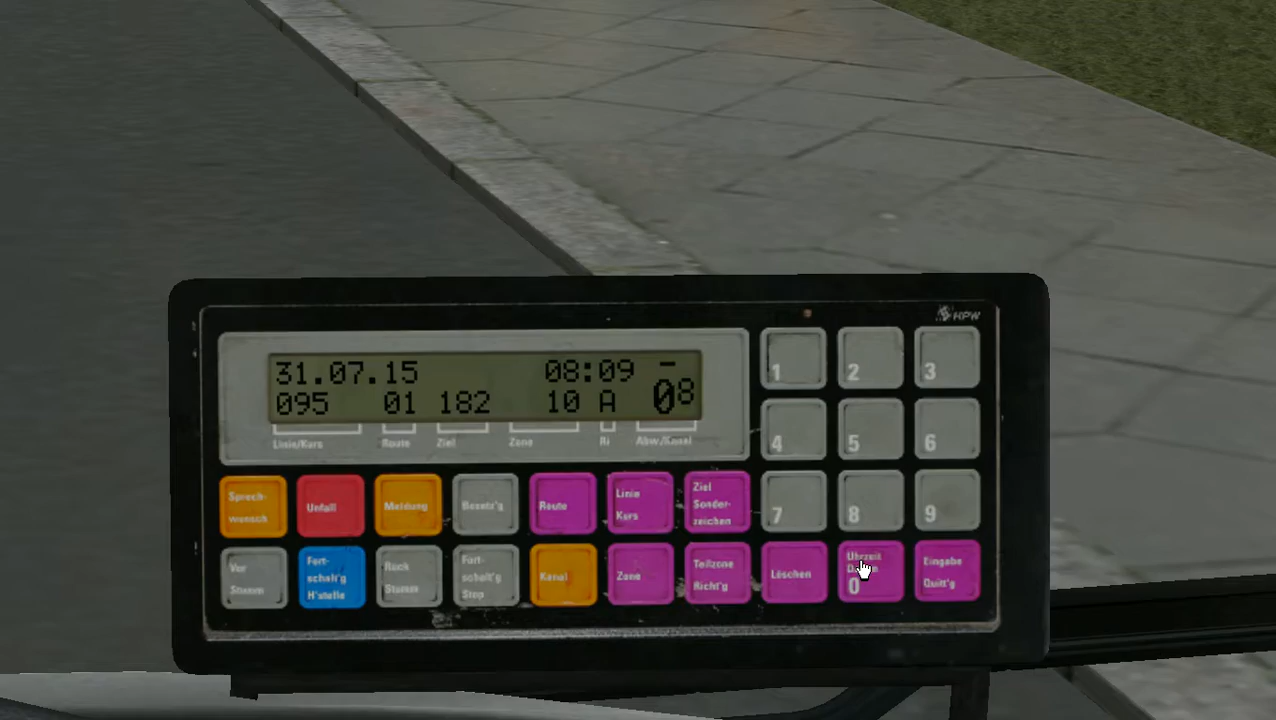 HPW
31.07.15 08:09 –
095 01 182 10 A 08
Linie/Kurs Route Ziel Zone Ri Abw./Kanal
1 2 3
4 5 6
Sprech-
wunsch
Unfall
Meldung
Besetz'g
Route
Linie
Kurs
Ziel
Sonder-
zeichen
7 8 9
Vor
Stamm
Fort-
schalt'g
H'stelle
Rück
Stamm
Fort-
schalt'g
Stop
Kanal
Zone
Teilzone
Richt'g
Löschen
Uhrzeit
0
Eingabe
Quitt'g